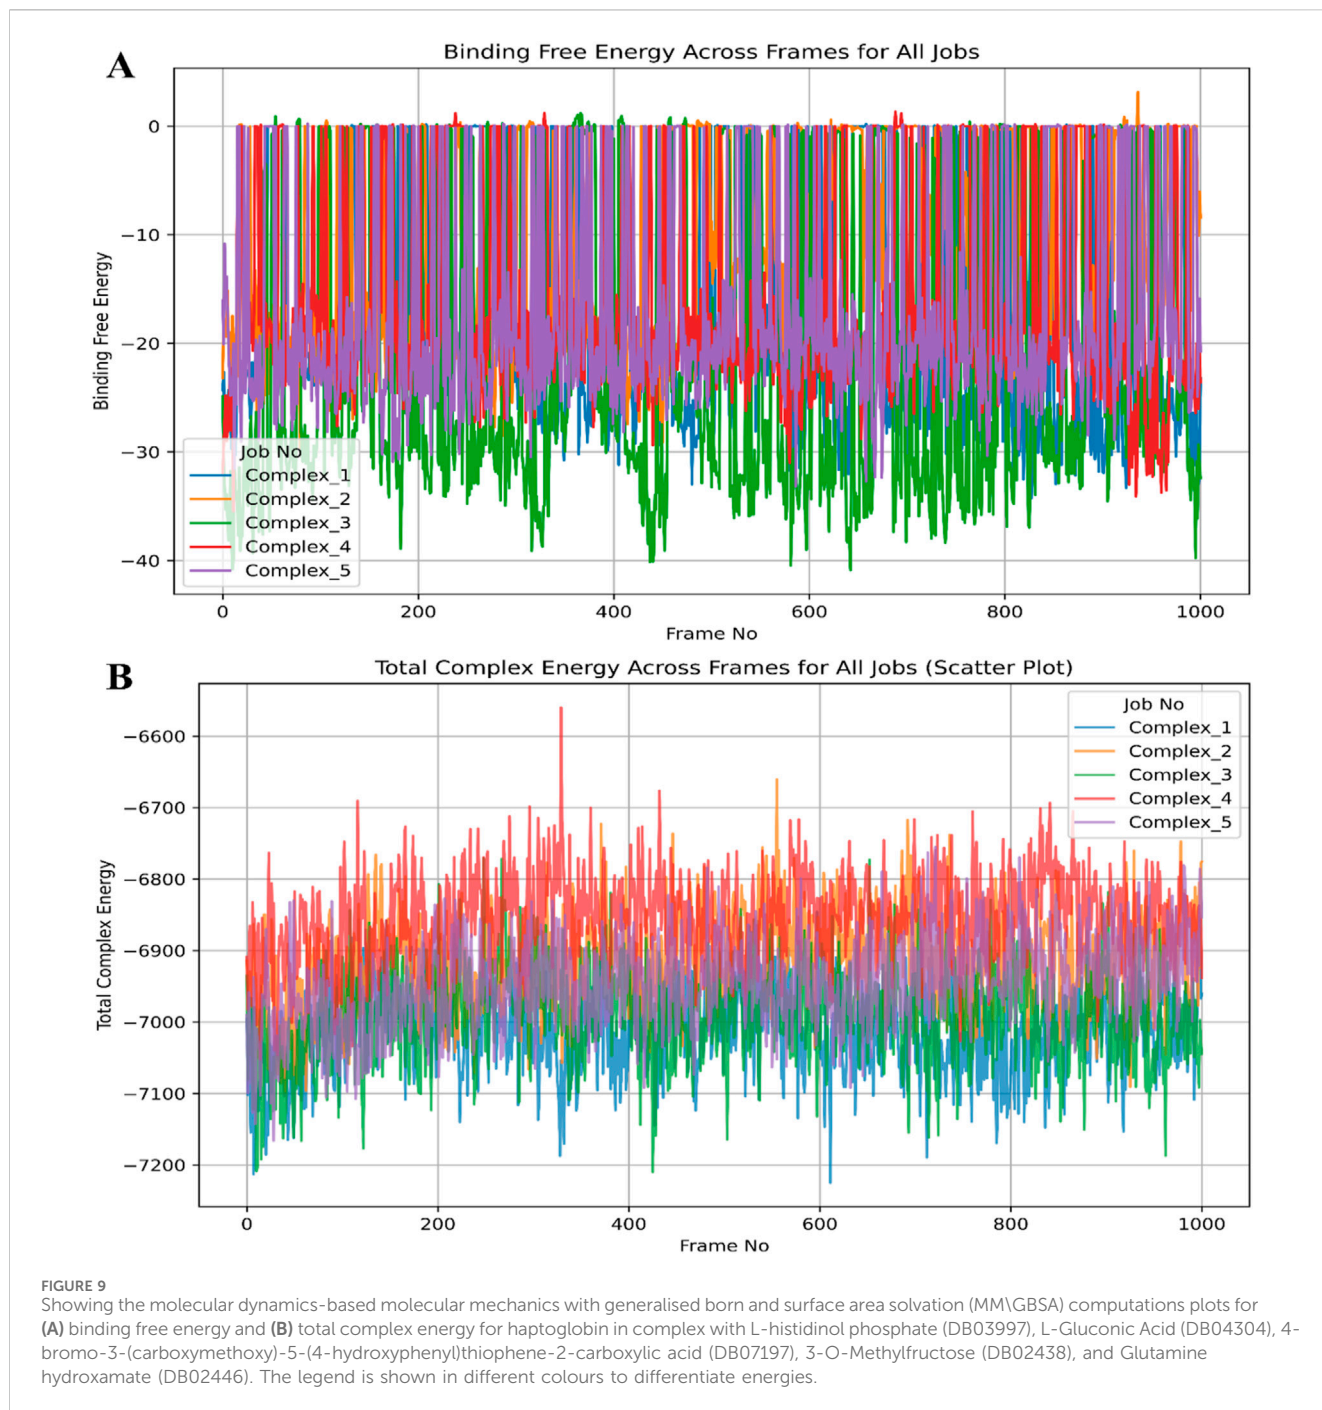 A
Binding Free Energy Across Frames for All Jobs
Binding Free Energy
0
−10
−20
−30
−40
Job No
Complex_1
Complex_2
Complex_3
Complex_4
Complex_5
0 200 400 600 800 1000
Frame No
B
Total Complex Energy Across Frames for All Jobs (Scatter Plot)
Total Complex Energy
−6600
−6700
−6800
−6900
−7000
−7100
−7200
Job No
Complex_1
Complex_2
Complex_3
Complex_4
Complex_5
0 200 400 600 800 1000
Frame No
FIGURE 9
Showing the molecular dynamics-based molecular mechanics with generalised born and surface area solvation (MM\GBSA) computations plots for
(A) binding free energy and (B) total complex energy for haptoglobin in complex with L-histidinol phosphate (DB03997), L-Gluconic Acid (DB04304), 4-
bromo-3-(carboxymethoxy)-5-(4-hydroxyphenyl)thiophene-2-carboxylic acid (DB07197), 3-O-Methylfructose (DB02438), and Glutamine
hydroxamate (DB02446). The legend is shown in different colours to differentiate energies.